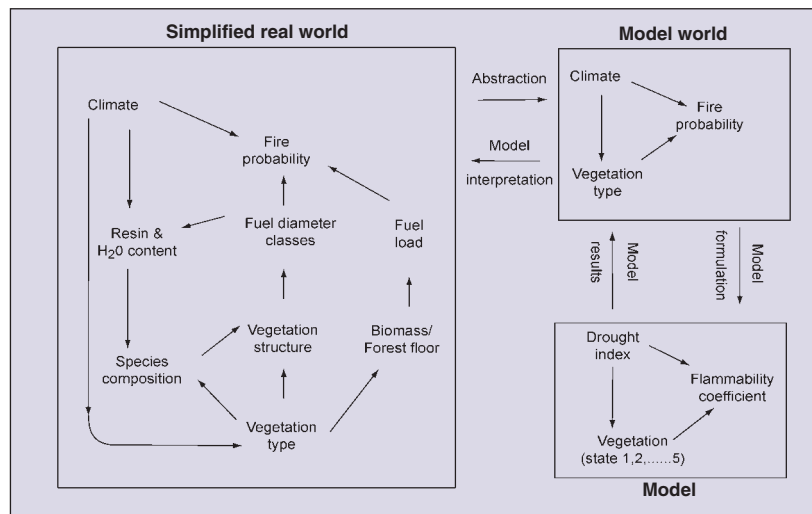 Simplified real world
Climate
Fire
probability
Resin &
H20 content
Fuel diameter
classes
Fuel
load
Species
composition
Vegetation
structure
Biomass/
Forest floor
Vegetation
type
Abstraction
Model
interpretation
Model world
Climate
Fire
probability
Vegetation
type
Model
results
Model
formulation
Drought
index
Flammability
coefficient
Vegetation
(state 1,2,......5)
Model